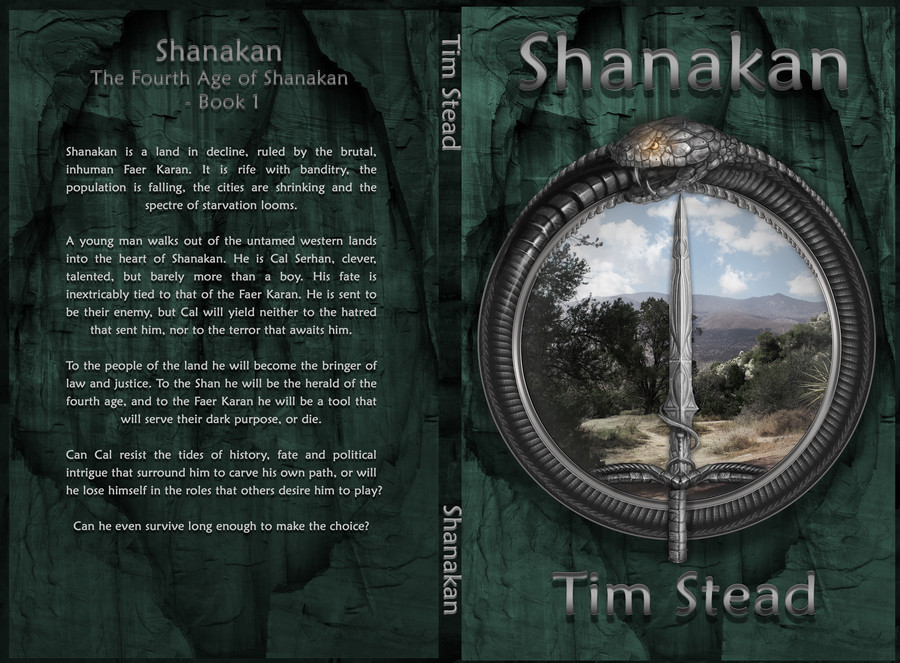 Shanakan
The Fourth Age of Shanakan
- Book 1
Shanakan is a land in decline, ruled by the brutal,
inhuman Faer Karan. It is rife with banditry, the
population is falling, the cities are shrinking and the
spectre of starvation looms.
A young man walks out of the untamed western lands
into the heart of Shanakan. He is Cal Serhan, clever,
talented, but barely more than a boy. His fate is
inextricably tied to that of the Faer Karan. He is sent to
be their enemy, but Cal will yield neither to the hatred
that sent him, nor to the terror that awaits him.
To the people of the land he will become the bringer of
law and justice. To the Shan he will be the herald of the
fourth age, and to the Faer Karan he will be a tool that
will serve their dark purpose, or die.
Can Cal resist the tides of history, fate and political
intrigue that surround him to carve his own path, or will
he lose himself in the roles that others desire him to play?
Can he even survive long enough to make the choice?
Tim Stead
Shanakan
Shanakan
Tim Stead